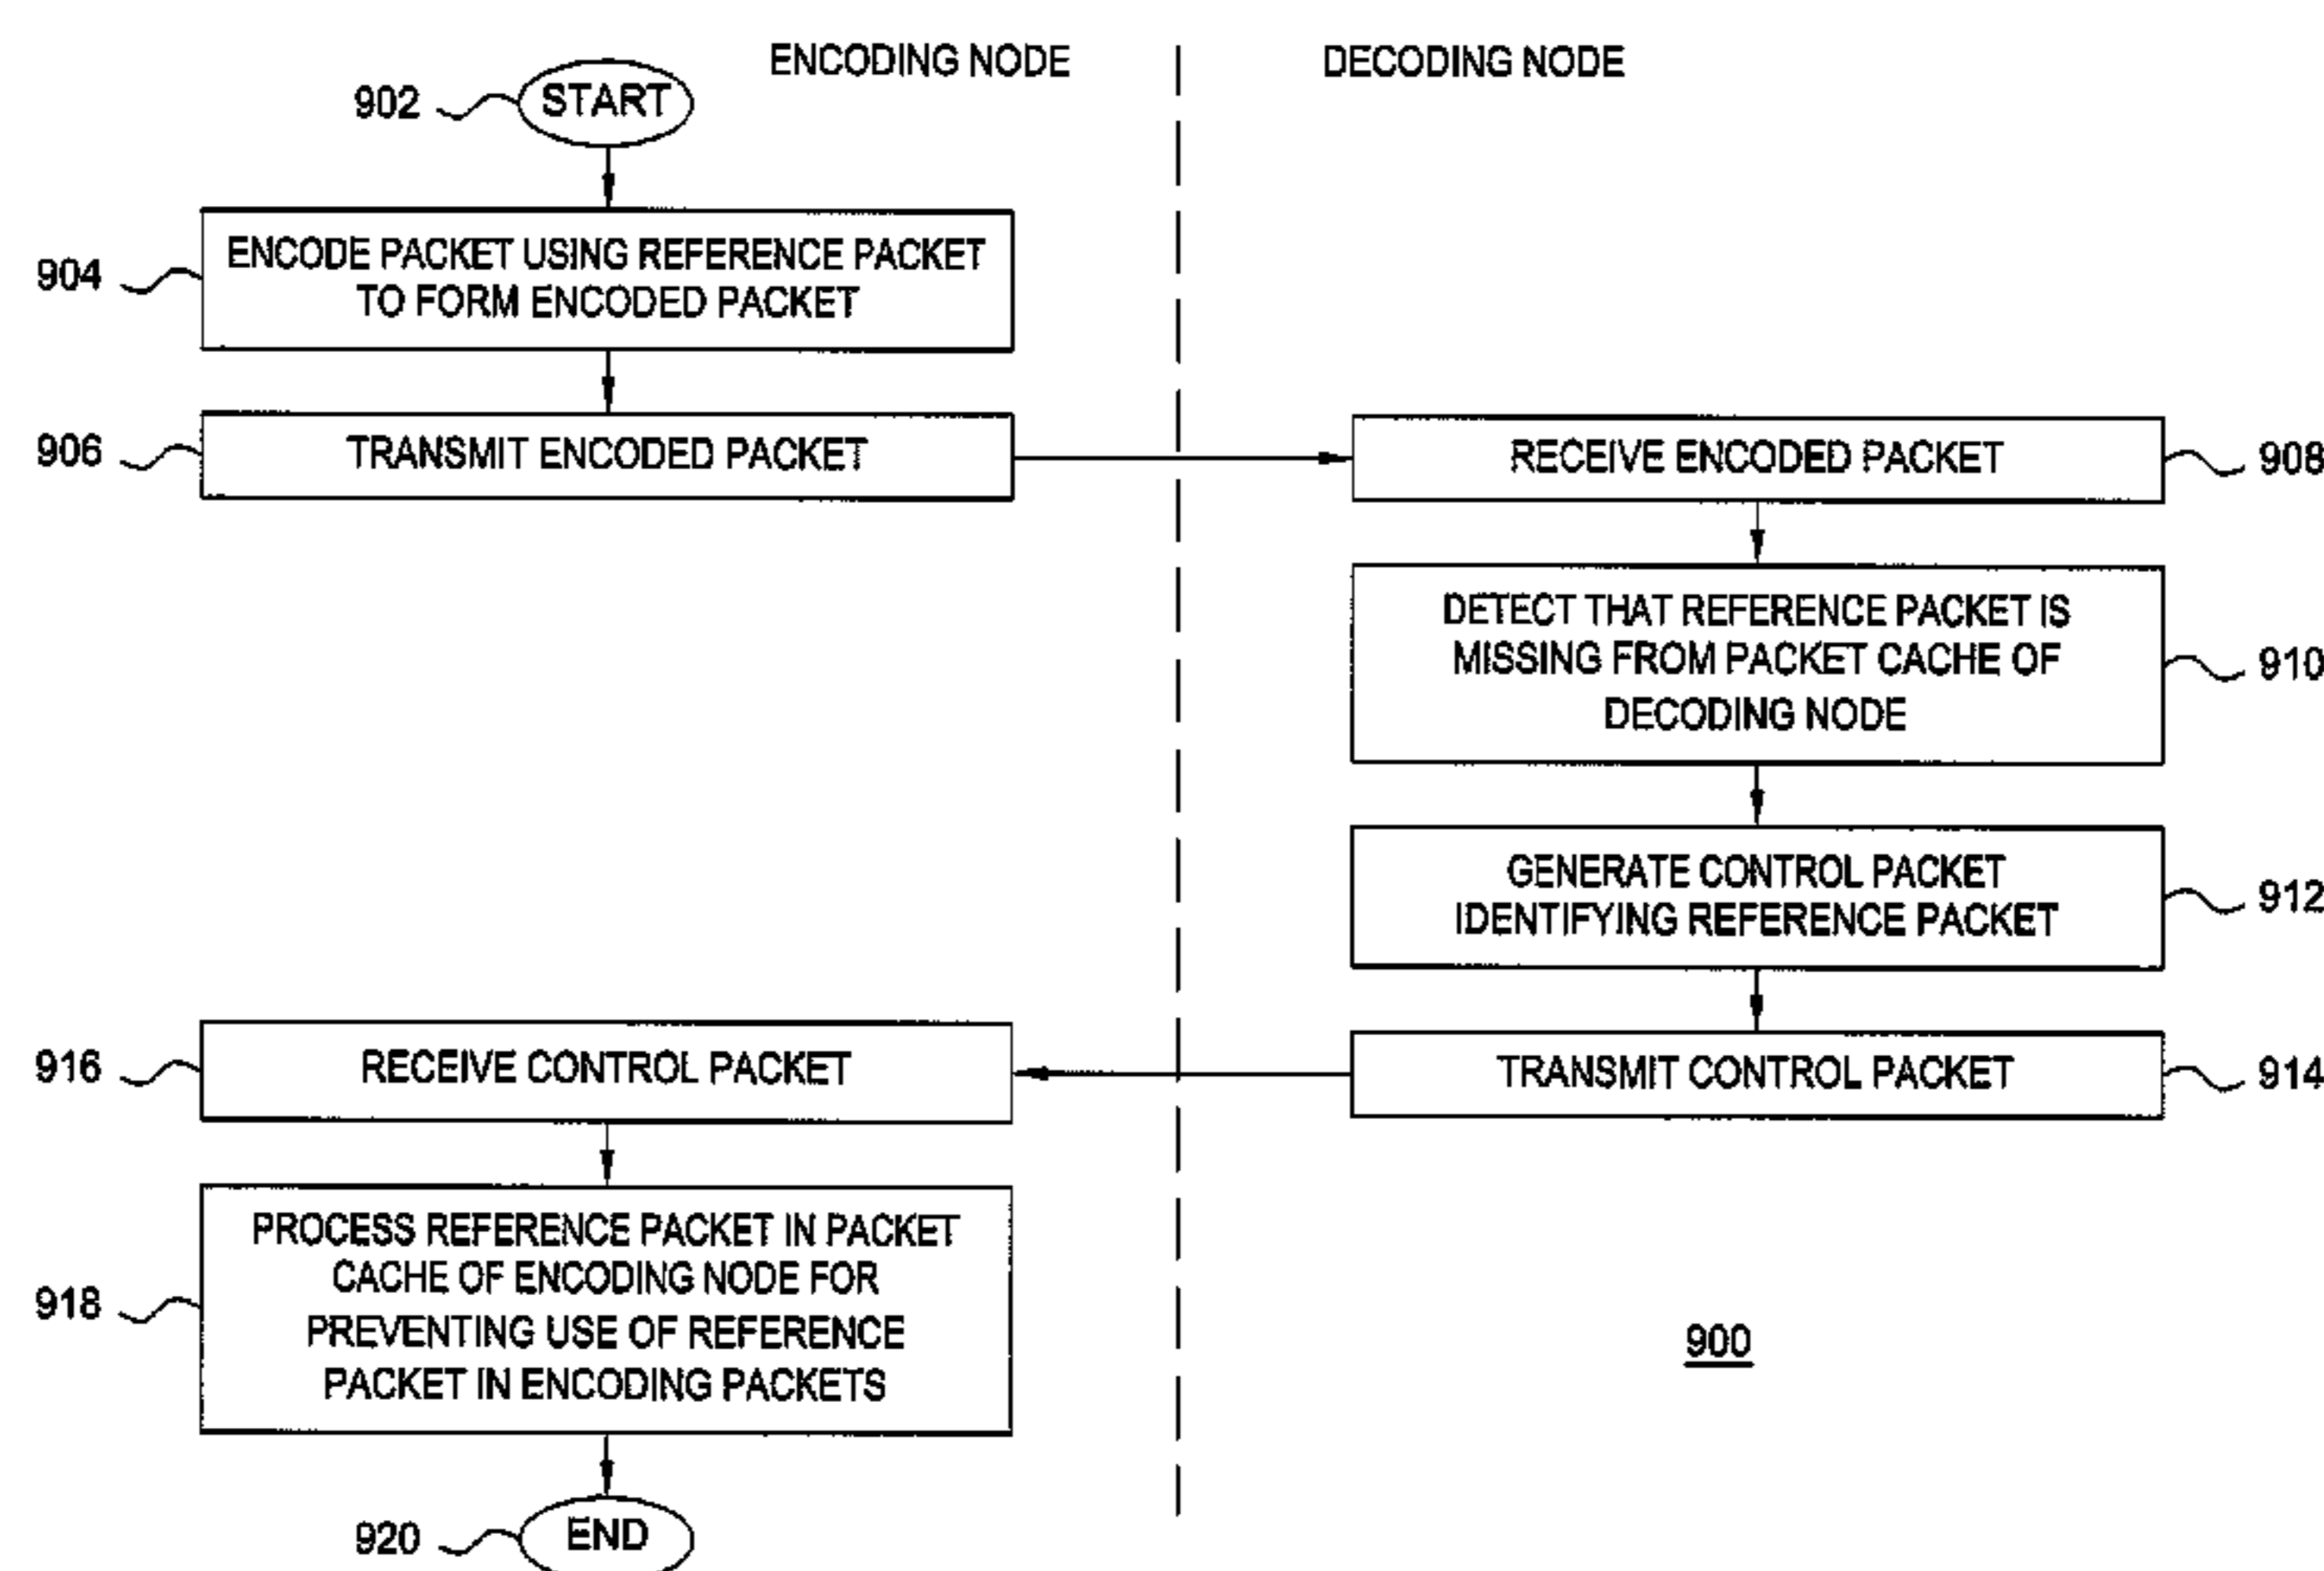 ENCODING NODE
DECODING NODE
902
START
904
ENCODE PACKET USING REFERENCE PACKET
TO FORM ENCODED PACKET
906
TRANSMIT ENCODED PACKET
RECEIVE ENCODED PACKET
908
DETECT THAT REFERENCE PACKET IS
MISSING FROM PACKET CACHE OF
DECODING NODE
910
GENERATE CONTROL PACKET
IDENTIFYING REFERENCE PACKET
912
TRANSMIT CONTROL PACKET
914
916
RECEIVE CONTROL PACKET
918
PROCESS REFERENCE PACKET IN PACKET
CACHE OF ENCODING NODE FOR
PREVENTING USE OF REFERENCE
PACKET IN ENCODING PACKETS
900
920
END